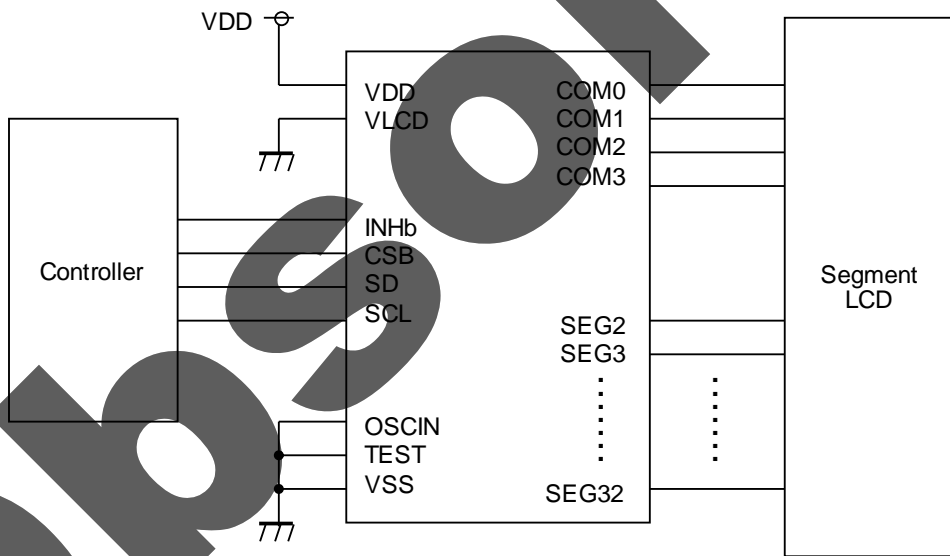 VDD
VDD
VLCD
INHb
CSB
SD
SCL
OSCIN
TEST
VSS
COM0
COM1
COM2
COM3
SEG2
SEG3
SEG32
Controller
Segment
LCD